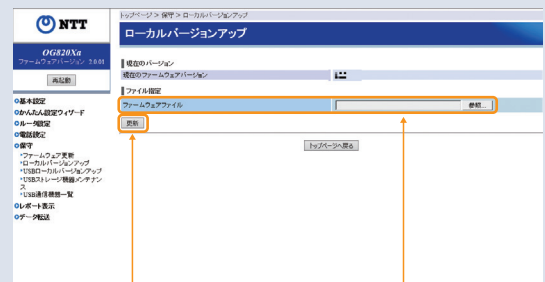 NTT
OG820Xa
ファームウェアバージョン 2.0.01
再起動
基本設定
かんたん設定ウィザード
ルータ設定
電話設定
保守
ファームウェア更新
ローカルバージョンアップ
USBローカルバージョンアップ
USBストレージ機器メンテナン
ス
USB通信機器一覧
レポート表示
データ転送
トップページ > 保守 > ローカルバージョンアップ
ローカルバージョンアップ
現在のバージョン
現在のファームウェアバージョン
ファイル指定
ファームウェアファイル
参照...
更新
トップページへ戻る